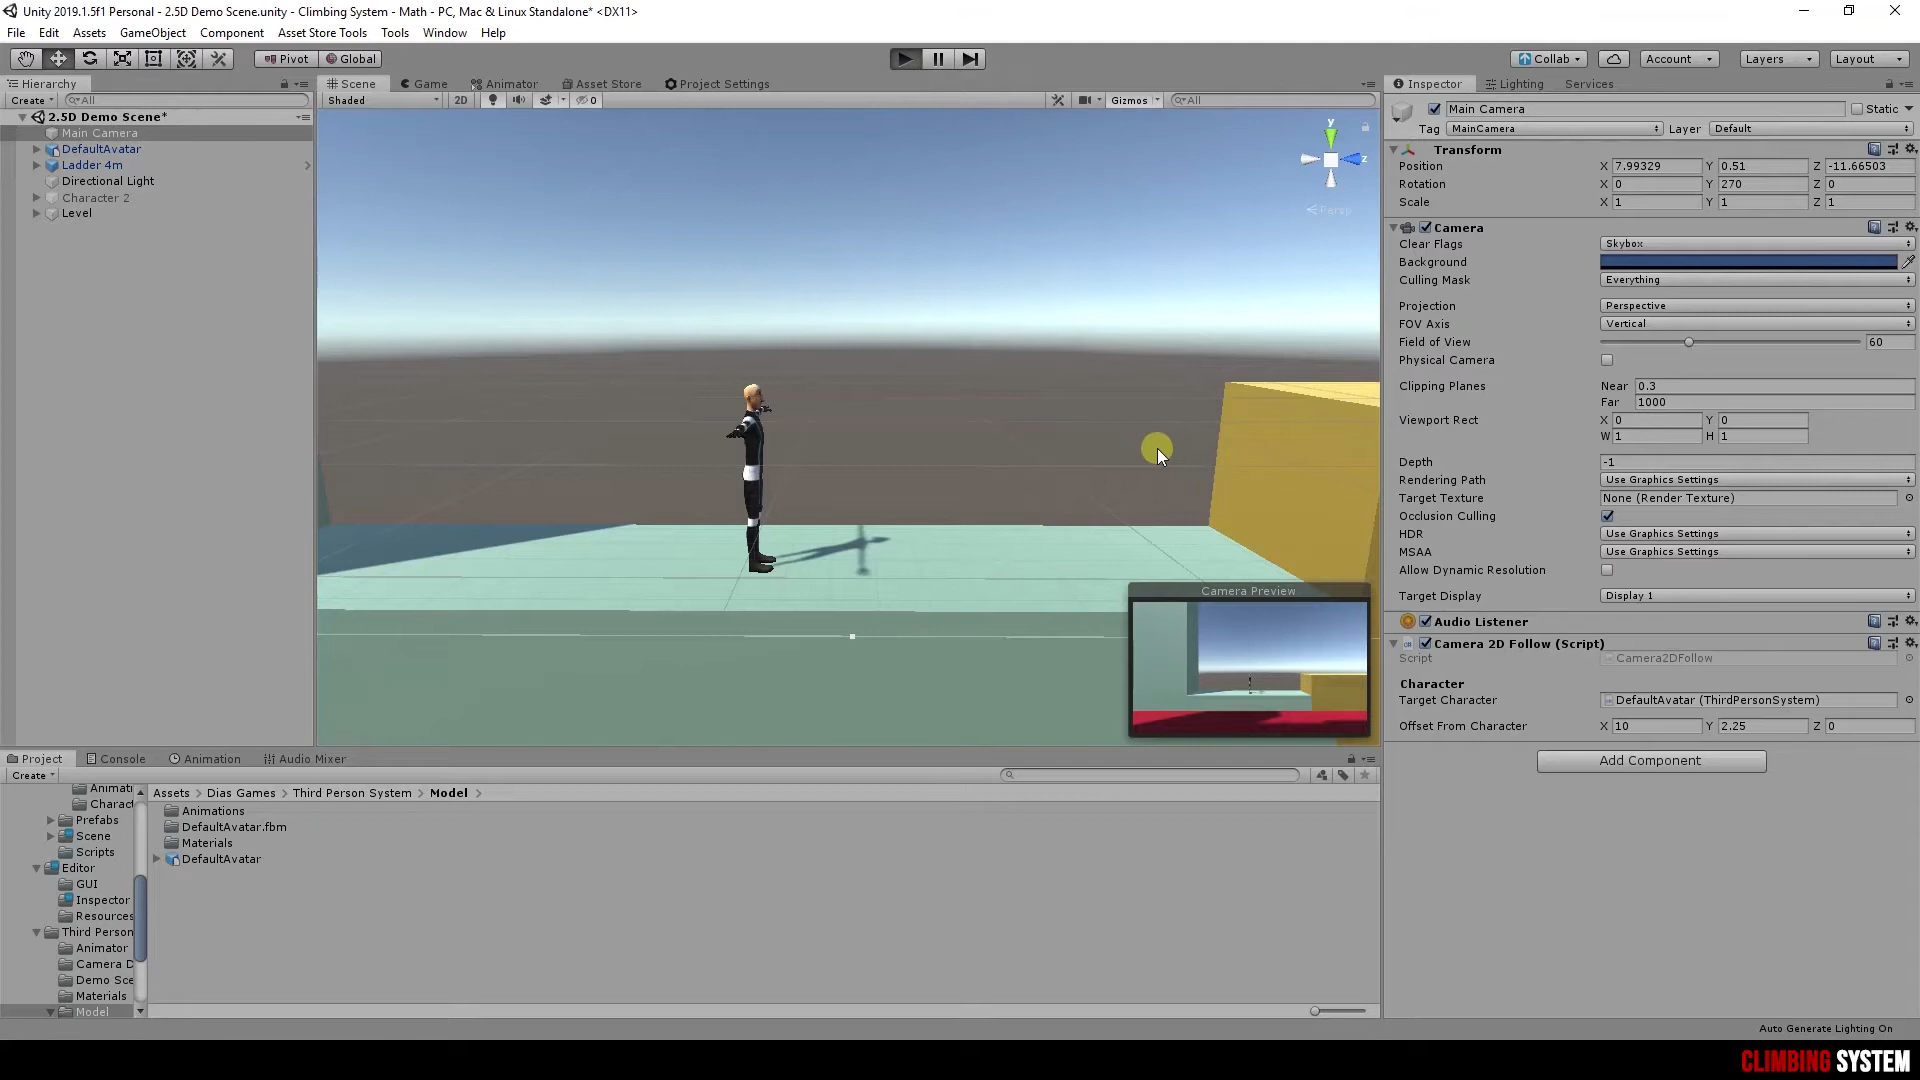 Unity 2019.1.5f1 Personal - 2.5D Demo Scene.unity - Climbing System - Math - PC, Mac & Linux Standalone* <DX11>
File Edit Assets GameObject Component Asset Store Tools Tools Window Help
Pivot Global Collab Account Layers Layout
Hierarchy Scene Game Animator Asset Store Project Settings Inspector Lighting Services
Create All Shaded 2D 0 Gizmos All Main Camera Static
2.5D Demo Scene*
Main Camera
DefaultAvatar
Ladder 4m
Directional Light
Character 2
Level
y
z
Persp
Tag MainCamera Layer Default
Transform
Position X 7.99329 Y 0.51 Z -11.66503
Rotation X 0 Y 270 Z 0
Scale X 1 Y 1 Z 1
Camera
Clear Flags Skybox
Background
Culling Mask Everything
Projection Perspective
FOV Axis Vertical
Field of View 60
Physical Camera
Clipping Planes Near 0.3
Far 1000
Viewport Rect X 0 Y 0
W 1 H 1
Depth -1
Rendering Path Use Graphics Settings
Target Texture None (Render Texture)
Occlusion Culling
HDR Use Graphics Settings
MSAA Use Graphics Settings
Allow Dynamic Resolution
Target Display Display 1
Audio Listener
Camera 2D Follow (Script)
Script Camera2DFollow
Character
Target Character DefaultAvatar (ThirdPersonSystem)
Offset From Character X 10 Y 2.25 Z 0
Add Component
Camera Preview
Project Console Animation Audio Mixer
Create
Animati
Charact
Prefabs
Scene
Scripts
Editor
GUI
Inspector
Resources
Third Person
Animator
Camera D
Demo Sce
Materials
Model
Assets > Dias Games > Third Person System > Model >
Animations
DefaultAvatar.fbm
Materials
DefaultAvatar
Auto Generate Lighting On
CLIMBING SYSTEM